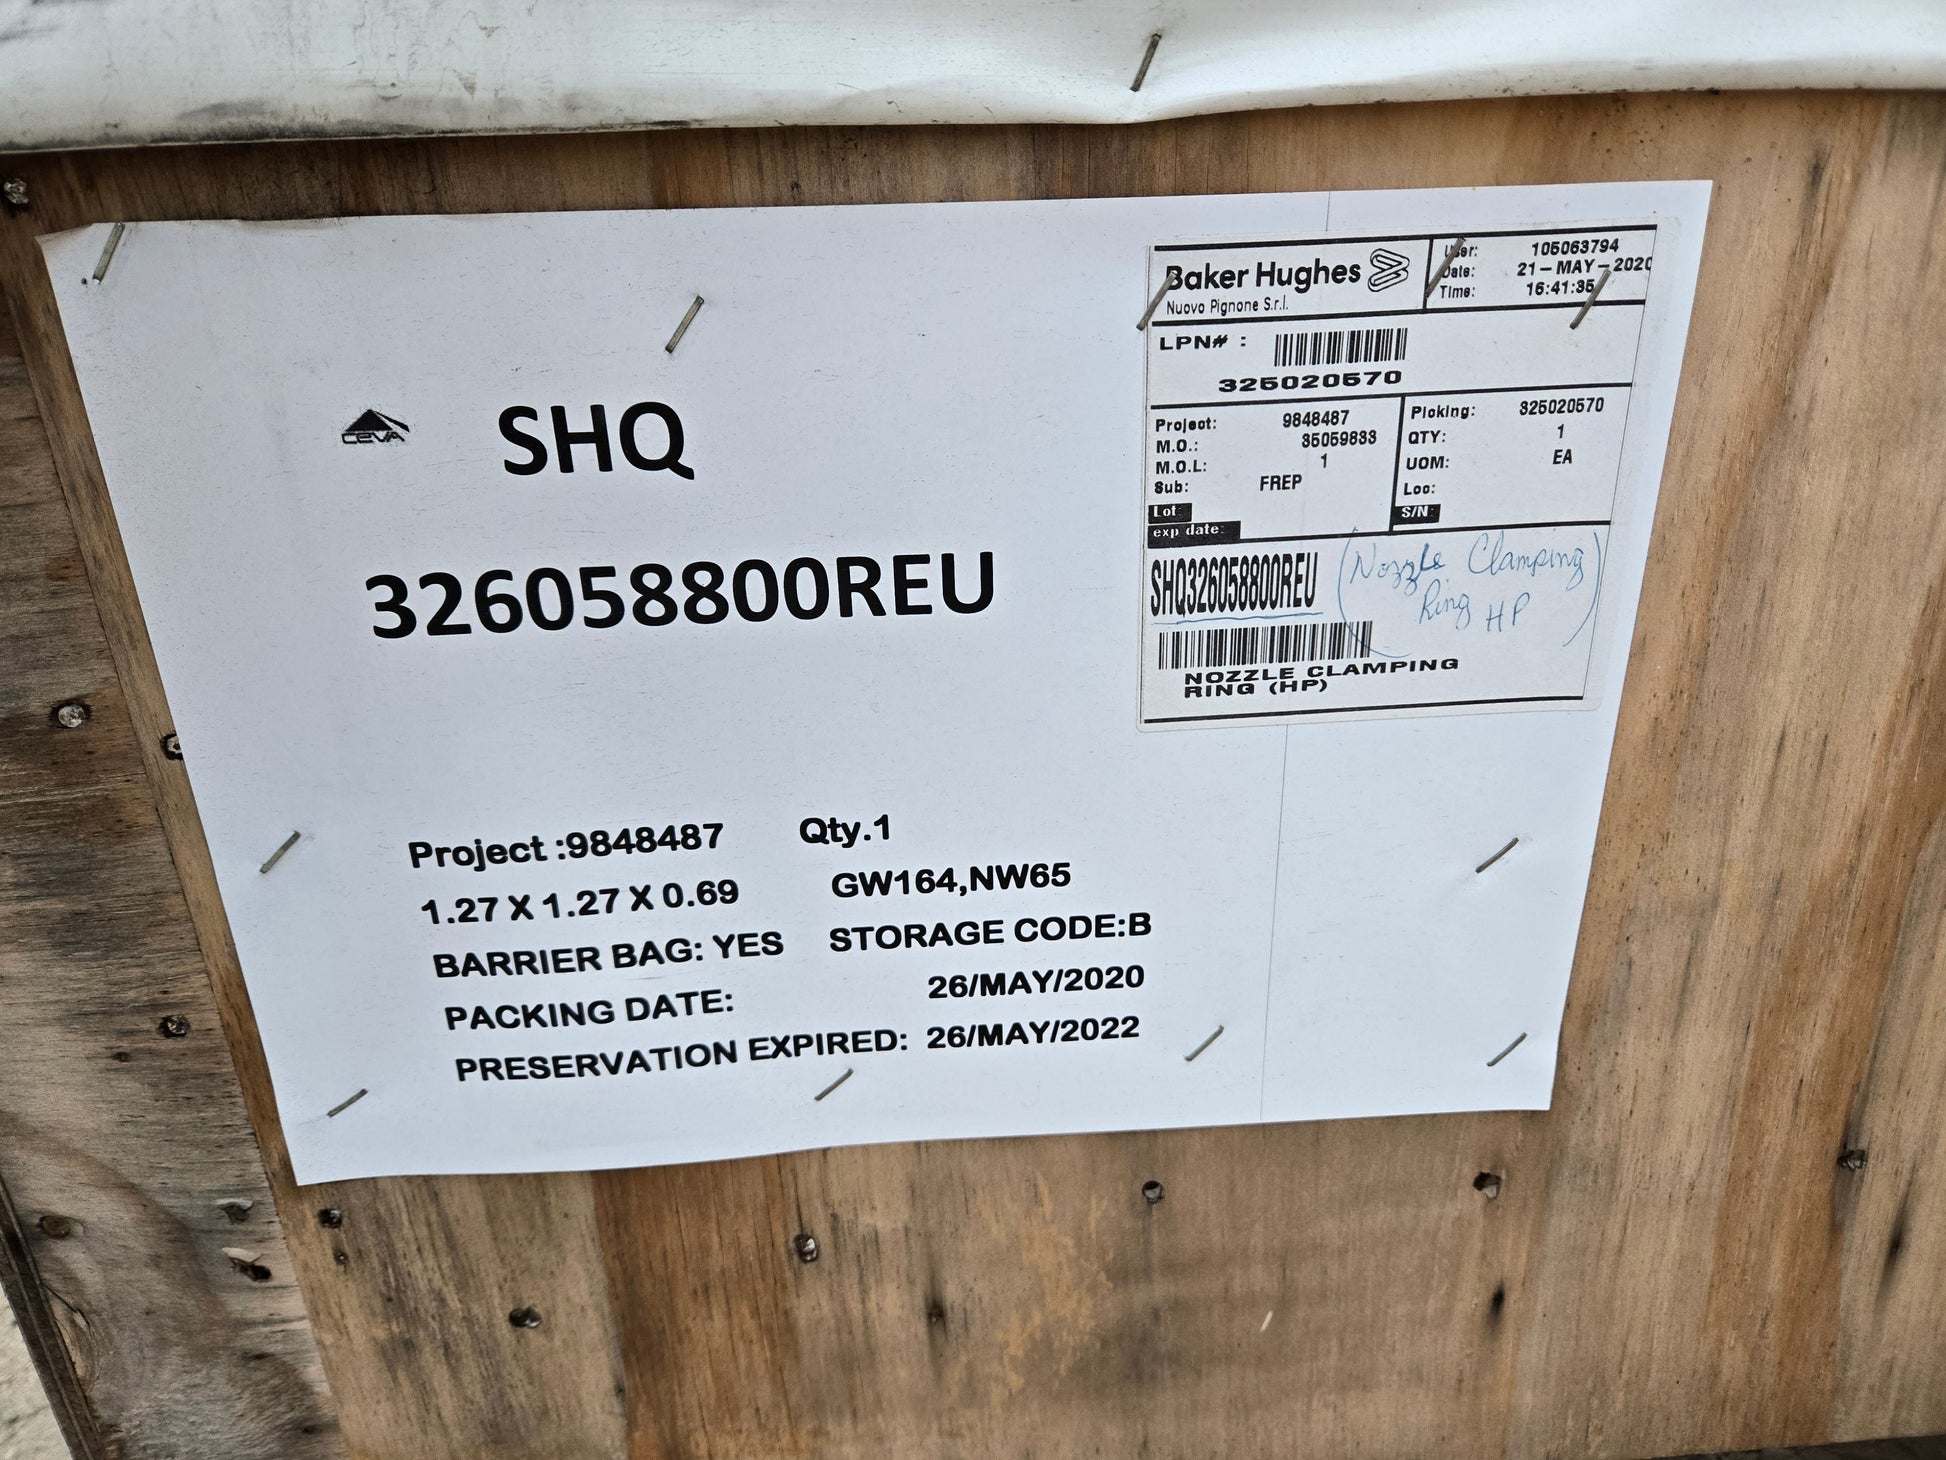 CEVA
SHQ
326058800REU
Project :9848487 Qty.1
1.27 X 1.27 X 0.69 GW164,NW65
BARRIER BAG: YES STORAGE CODE:B
PACKING DATE: 26/MAY/2020
PRESERVATION EXPIRED: 26/MAY/2022
Baker Hughes
Nuovo Pignone S.r.l.
User: 105063794
Date: 21-MAY-2020
Time: 16:41:35
LPN# :
325020570
Project: 9848487
M.O.: 35059833
M.O.L: 1
Sub: FREP
Lot:
exp date:
Picking: 325020570
QTY: 1
UOM: EA
Loc:
S/N:
SHQ326058800REU
(Nozzle Clamping
Ring HP)
NOZZLE CLAMPING
RING (HP)